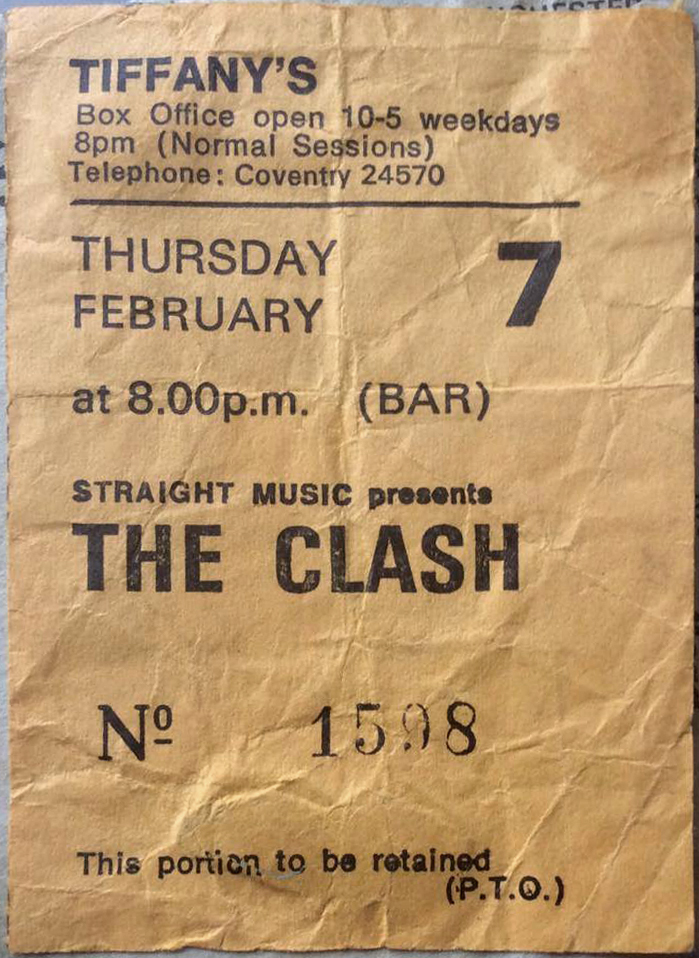 TIFFANY'S
Box Office open 10-5 weekdays
8pm (Normal Sessions)
Telephone: Coventry 24570
THURSDAY 7
FEBRUARY
at 8.00p.m. (BAR)
STRAIGHT MUSIC presents
THE CLASH
Nº 1598
This portion to be retained
(P.T.O.)